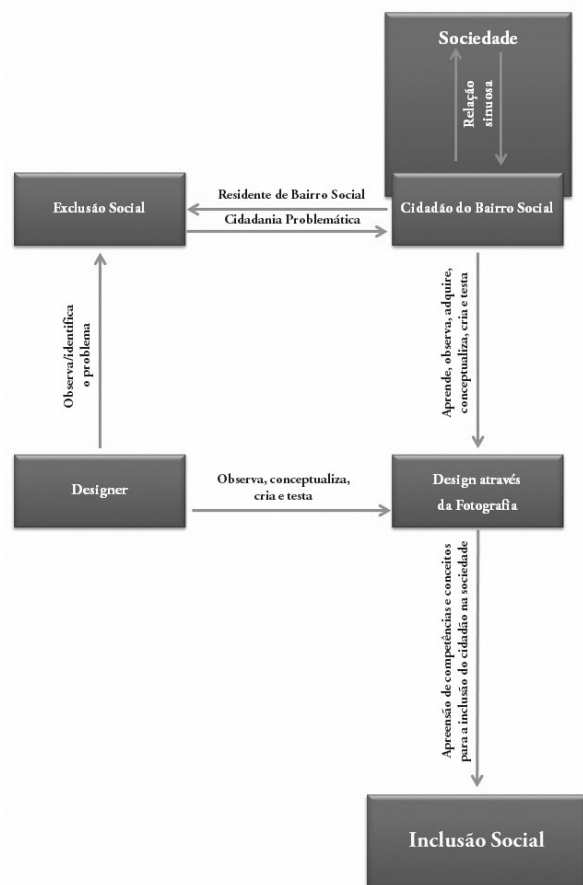 Sociedade
Relação
sinuosa
Exclusão Social
Residente de Bairro Social
Cidadania Problemática
Cidadão do Bairro Social
Observa/identifica
o problema
Aprende, observa, adquire,
conceptualiza, cria e testa
Designer
Observa, conceptualiza,
cria e testa
Design através
da Fotografia
Apreensão de competências e conceitos
para a inclusão do cidadão na sociedade
Inclusão Social